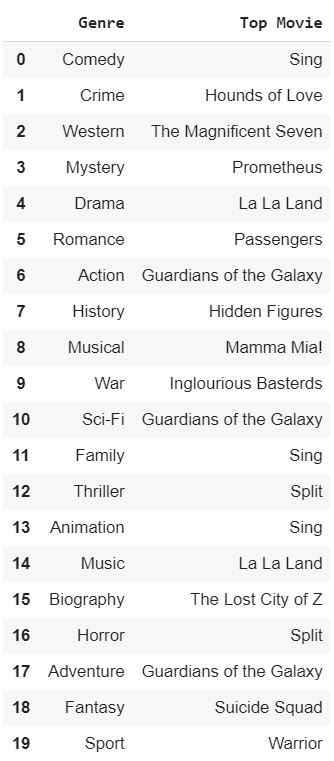 Genre Top Movie
0 Comedy Sing
1 Crime Hounds of Love
2 Western The Magnificent Seven
3 Mystery Prometheus
4 Drama La La Land
5 Romance Passengers
6 Action Guardians of the Galaxy
7 History Hidden Figures
8 Musical Mamma Mia!
9 War Inglourious Basterds
10 Sci-Fi Guardians of the Galaxy
11 Family Sing
12 Thriller Split
13 Animation Sing
14 Music La La Land
15 Biography The Lost City of Z
16 Horror Split
17 Adventure Guardians of the Galaxy
18 Fantasy Suicide Squad
19 Sport Warrior